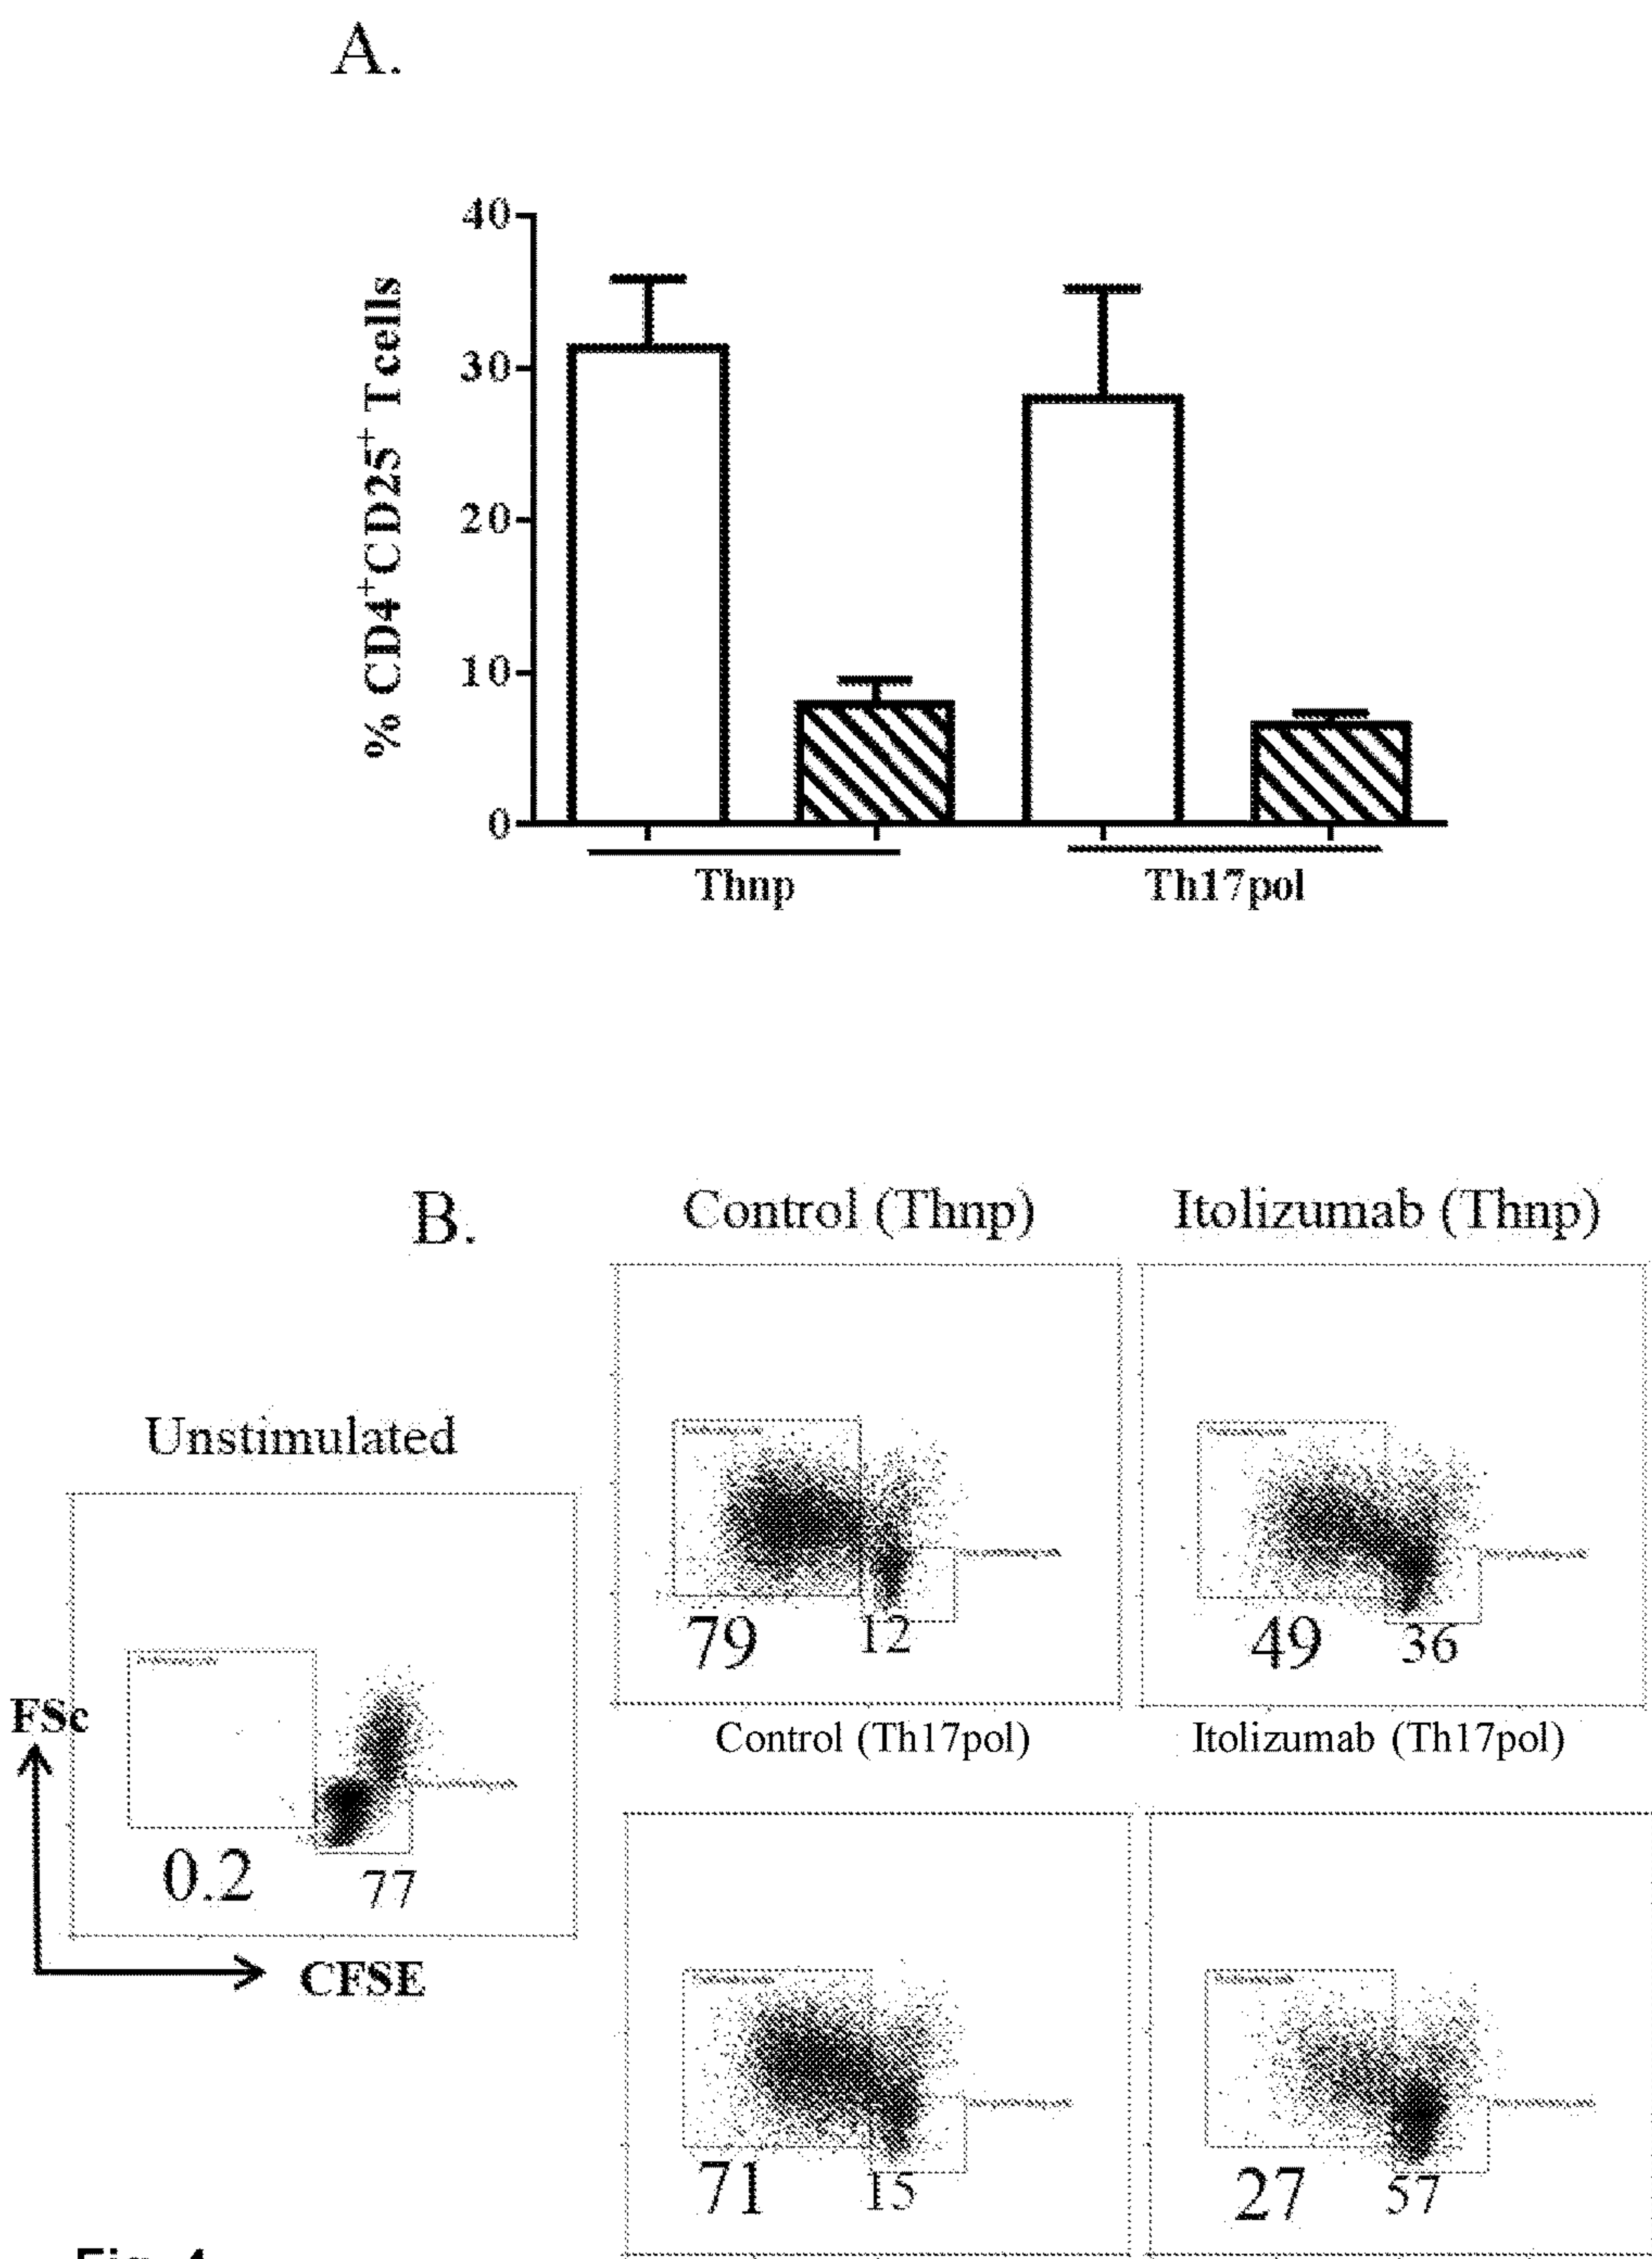 A.
40
30
20
10
0
% CD4+CD25+ T cells
Thnp
Th17pol
B.
Control (Thnp)
Itolizumab (Thnp)
Unstimulated
79
12
49
36
Control (Th17pol)
Itolizumab (Th17pol)
FSc
0.2
77
CFSE
71
15
27
57